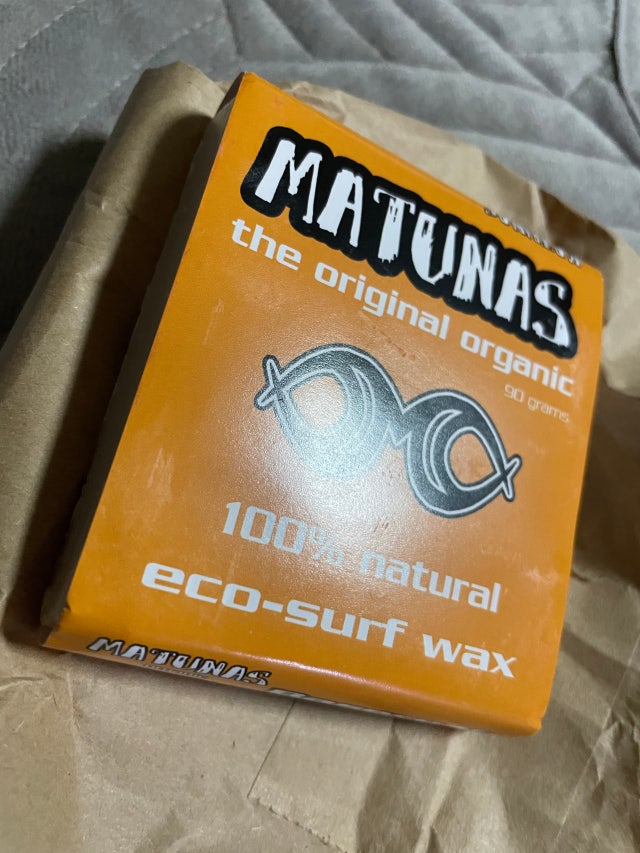 MATUNAS
the original organic
90 grams
100% natural
eco-surf wax
MATUNAS